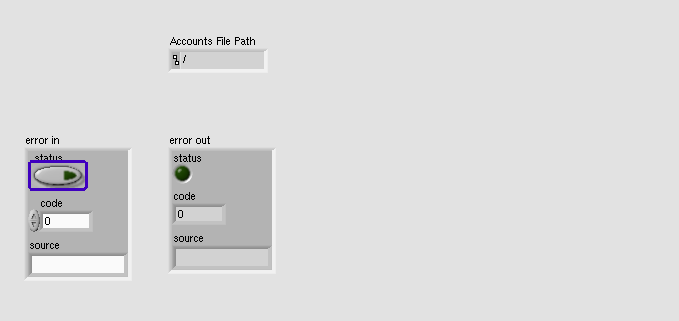 Accounts File Path
/
error in
status
code
0
source
error out
status
code
0
source